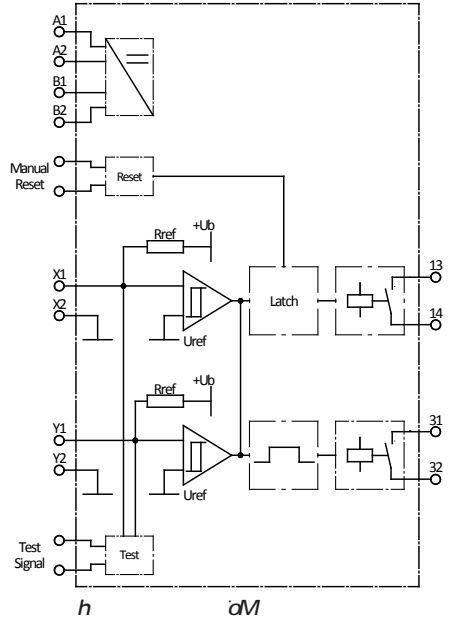 A1
A2
B1
B2
Manual
Reset
Reset
+Ub
Rref
X1
X2
Uref
Latch
13
14
+Ub
Rref
Y1
Y2
Uref
31
32
Test
Signal
Test